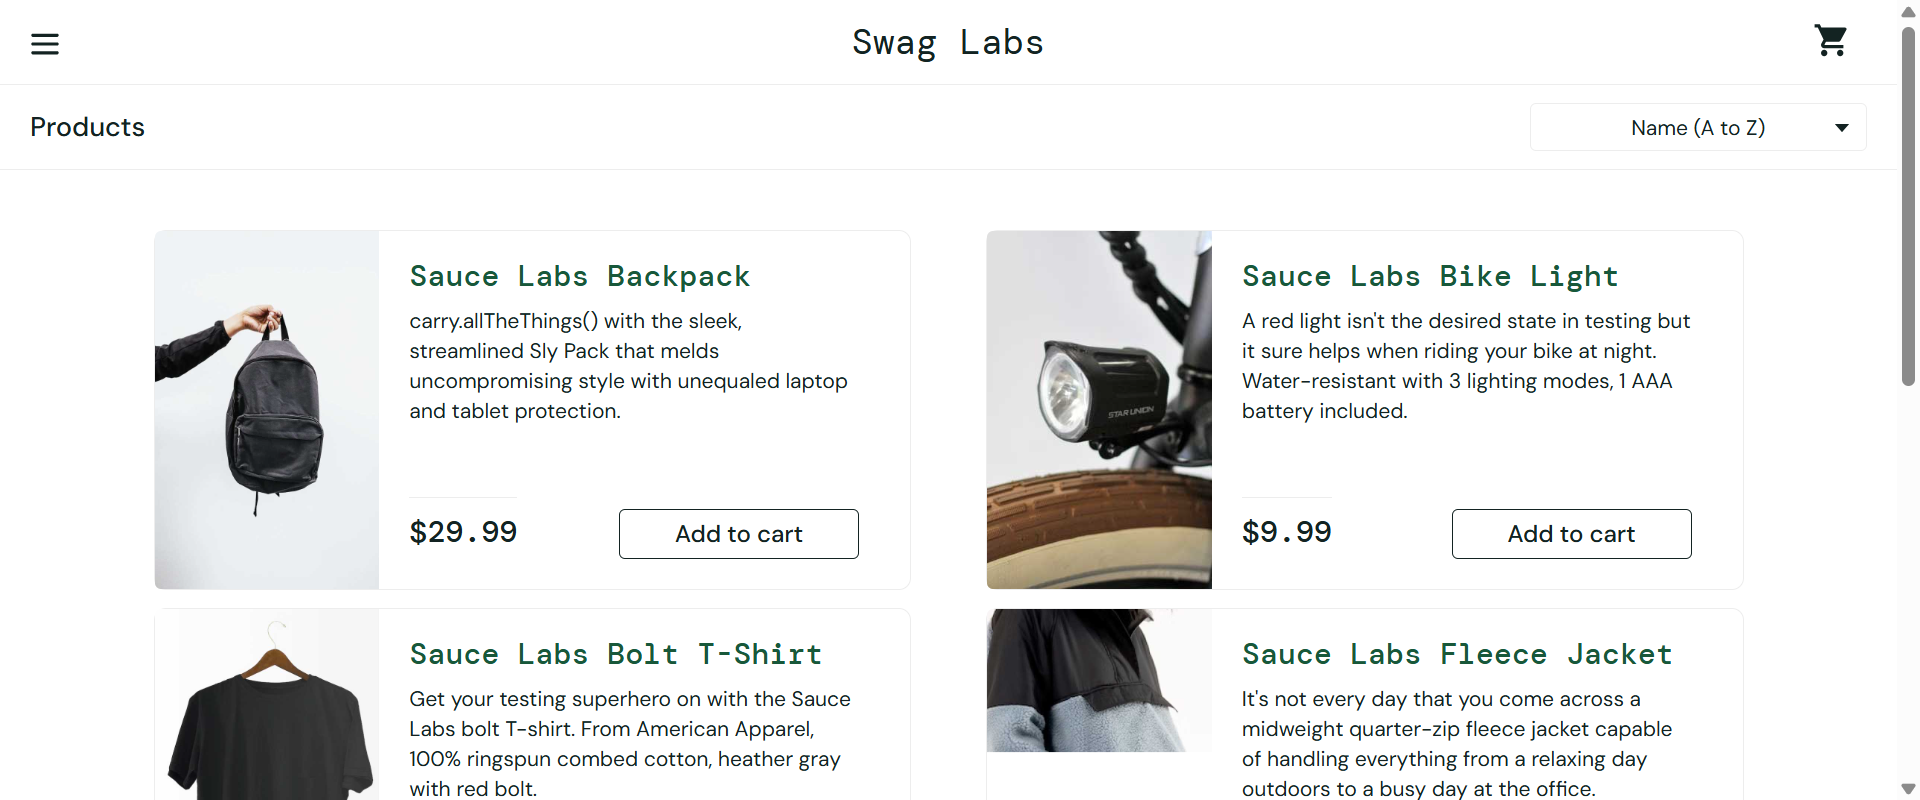 Swag Labs
Products
Name (A to Z)
Sauce Labs Backpack
carry.allTheThings() with the sleek,
streamlined Sly Pack that melds
uncompromising style with unequaled laptop
and tablet protection.
$29.99
Add to cart
Sauce Labs Bike Light
A red light isn't the desired state in testing but
it sure helps when riding your bike at night.
Water-resistant with 3 lighting modes, 1 AAA
battery included.
STAR UNION
$9.99
Add to cart
Sauce Labs Bolt T-Shirt
Get your testing superhero on with the Sauce
Labs bolt T-shirt. From American Apparel,
100% ringspun combed cotton, heather gray
with red bolt.
Sauce Labs Fleece Jacket
It's not every day that you come across a
midweight quarter-zip fleece jacket capable
of handling everything from a relaxing day
outdoors to a busy day at the office.